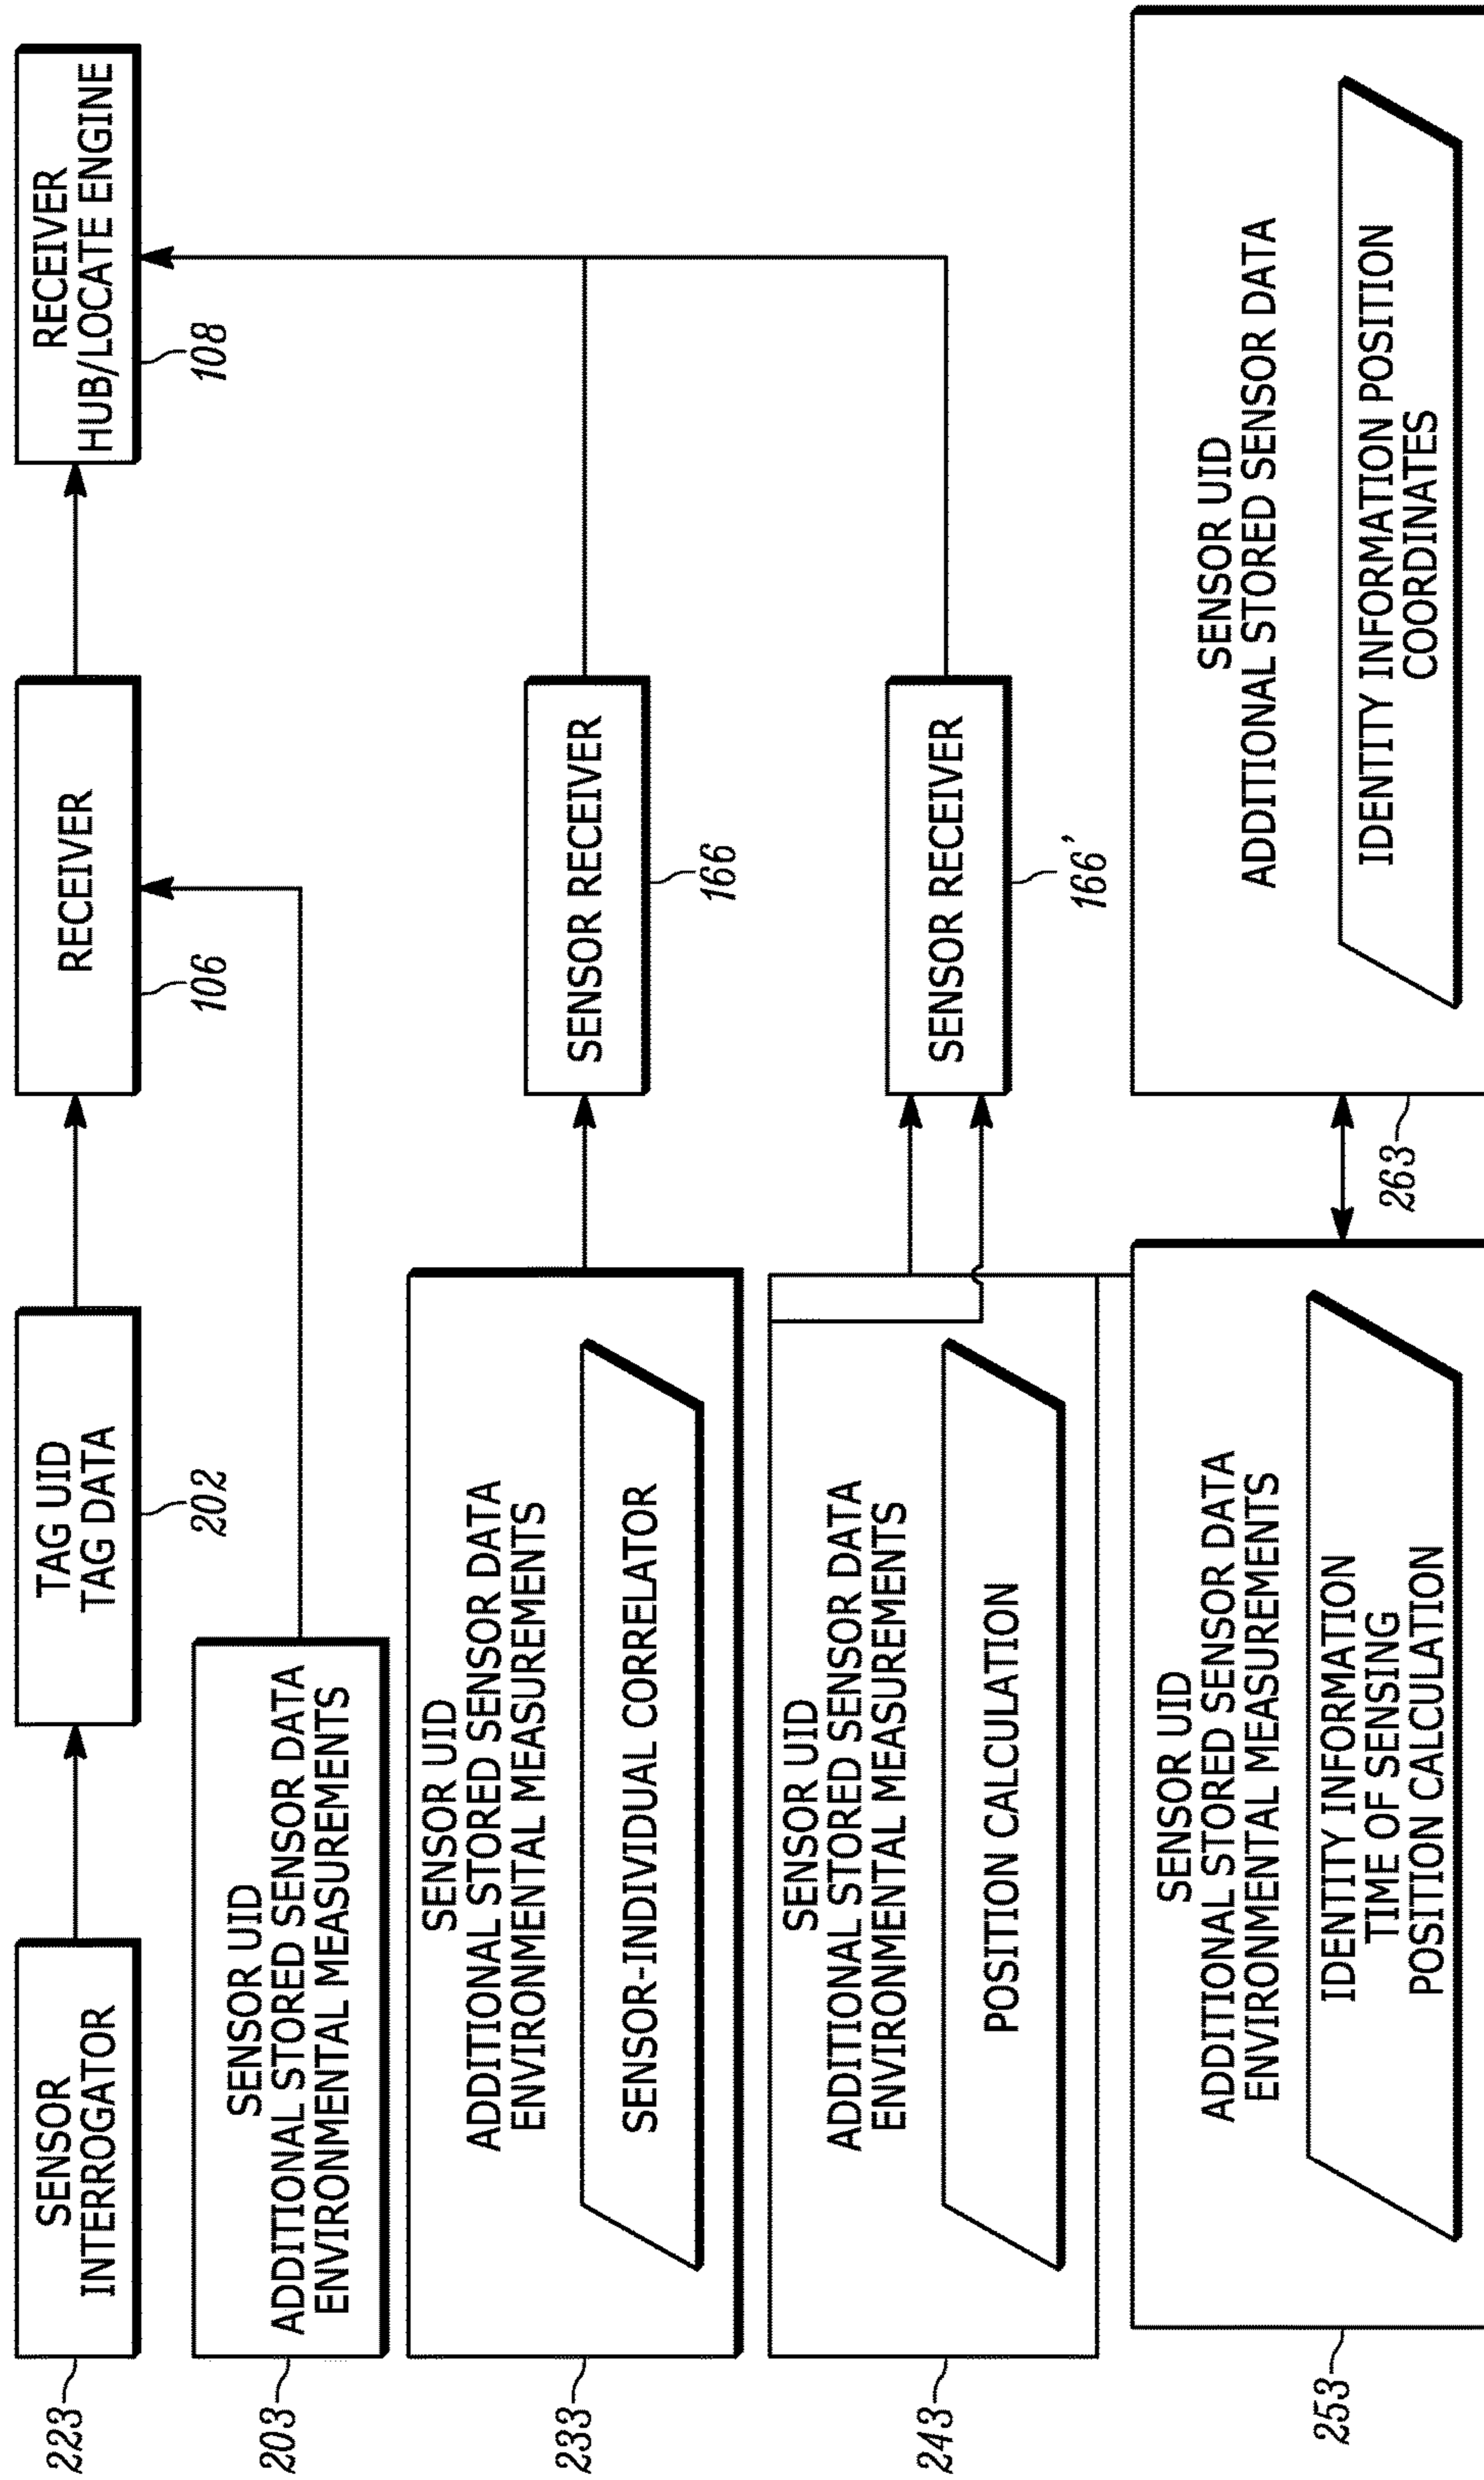 223
SENSOR
INTERROGATOR
TAG UID
TAG DATA
202
RECEIVER
106
RECEIVER
HUB/LOCATE ENGINE
108
203
SENSOR UID
ADDITIONAL STORED SENSOR DATA
ENVIRONMENTAL MEASUREMENTS
233
SENSOR UID
ADDITIONAL STORED SENSOR DATA
ENVIRONMENTAL MEASUREMENTS
SENSOR-INDIVIDUAL CORRELATOR
SENSOR RECEIVER
166
243
SENSOR UID
ADDITIONAL STORED SENSOR DATA
ENVIRONMENTAL MEASUREMENTS
POSITION CALCULATION
SENSOR RECEIVER
166'
253
SENSOR UID
ADDITIONAL STORED SENSOR DATA
ENVIRONMENTAL MEASUREMENTS
IDENTITY INFORMATION
TIME OF SENSING
POSITION CALCULATION
263
SENSOR UID
ADDITIONAL STORED SENSOR DATA
IDENTITY INFORMATION POSITION
COORDINATES